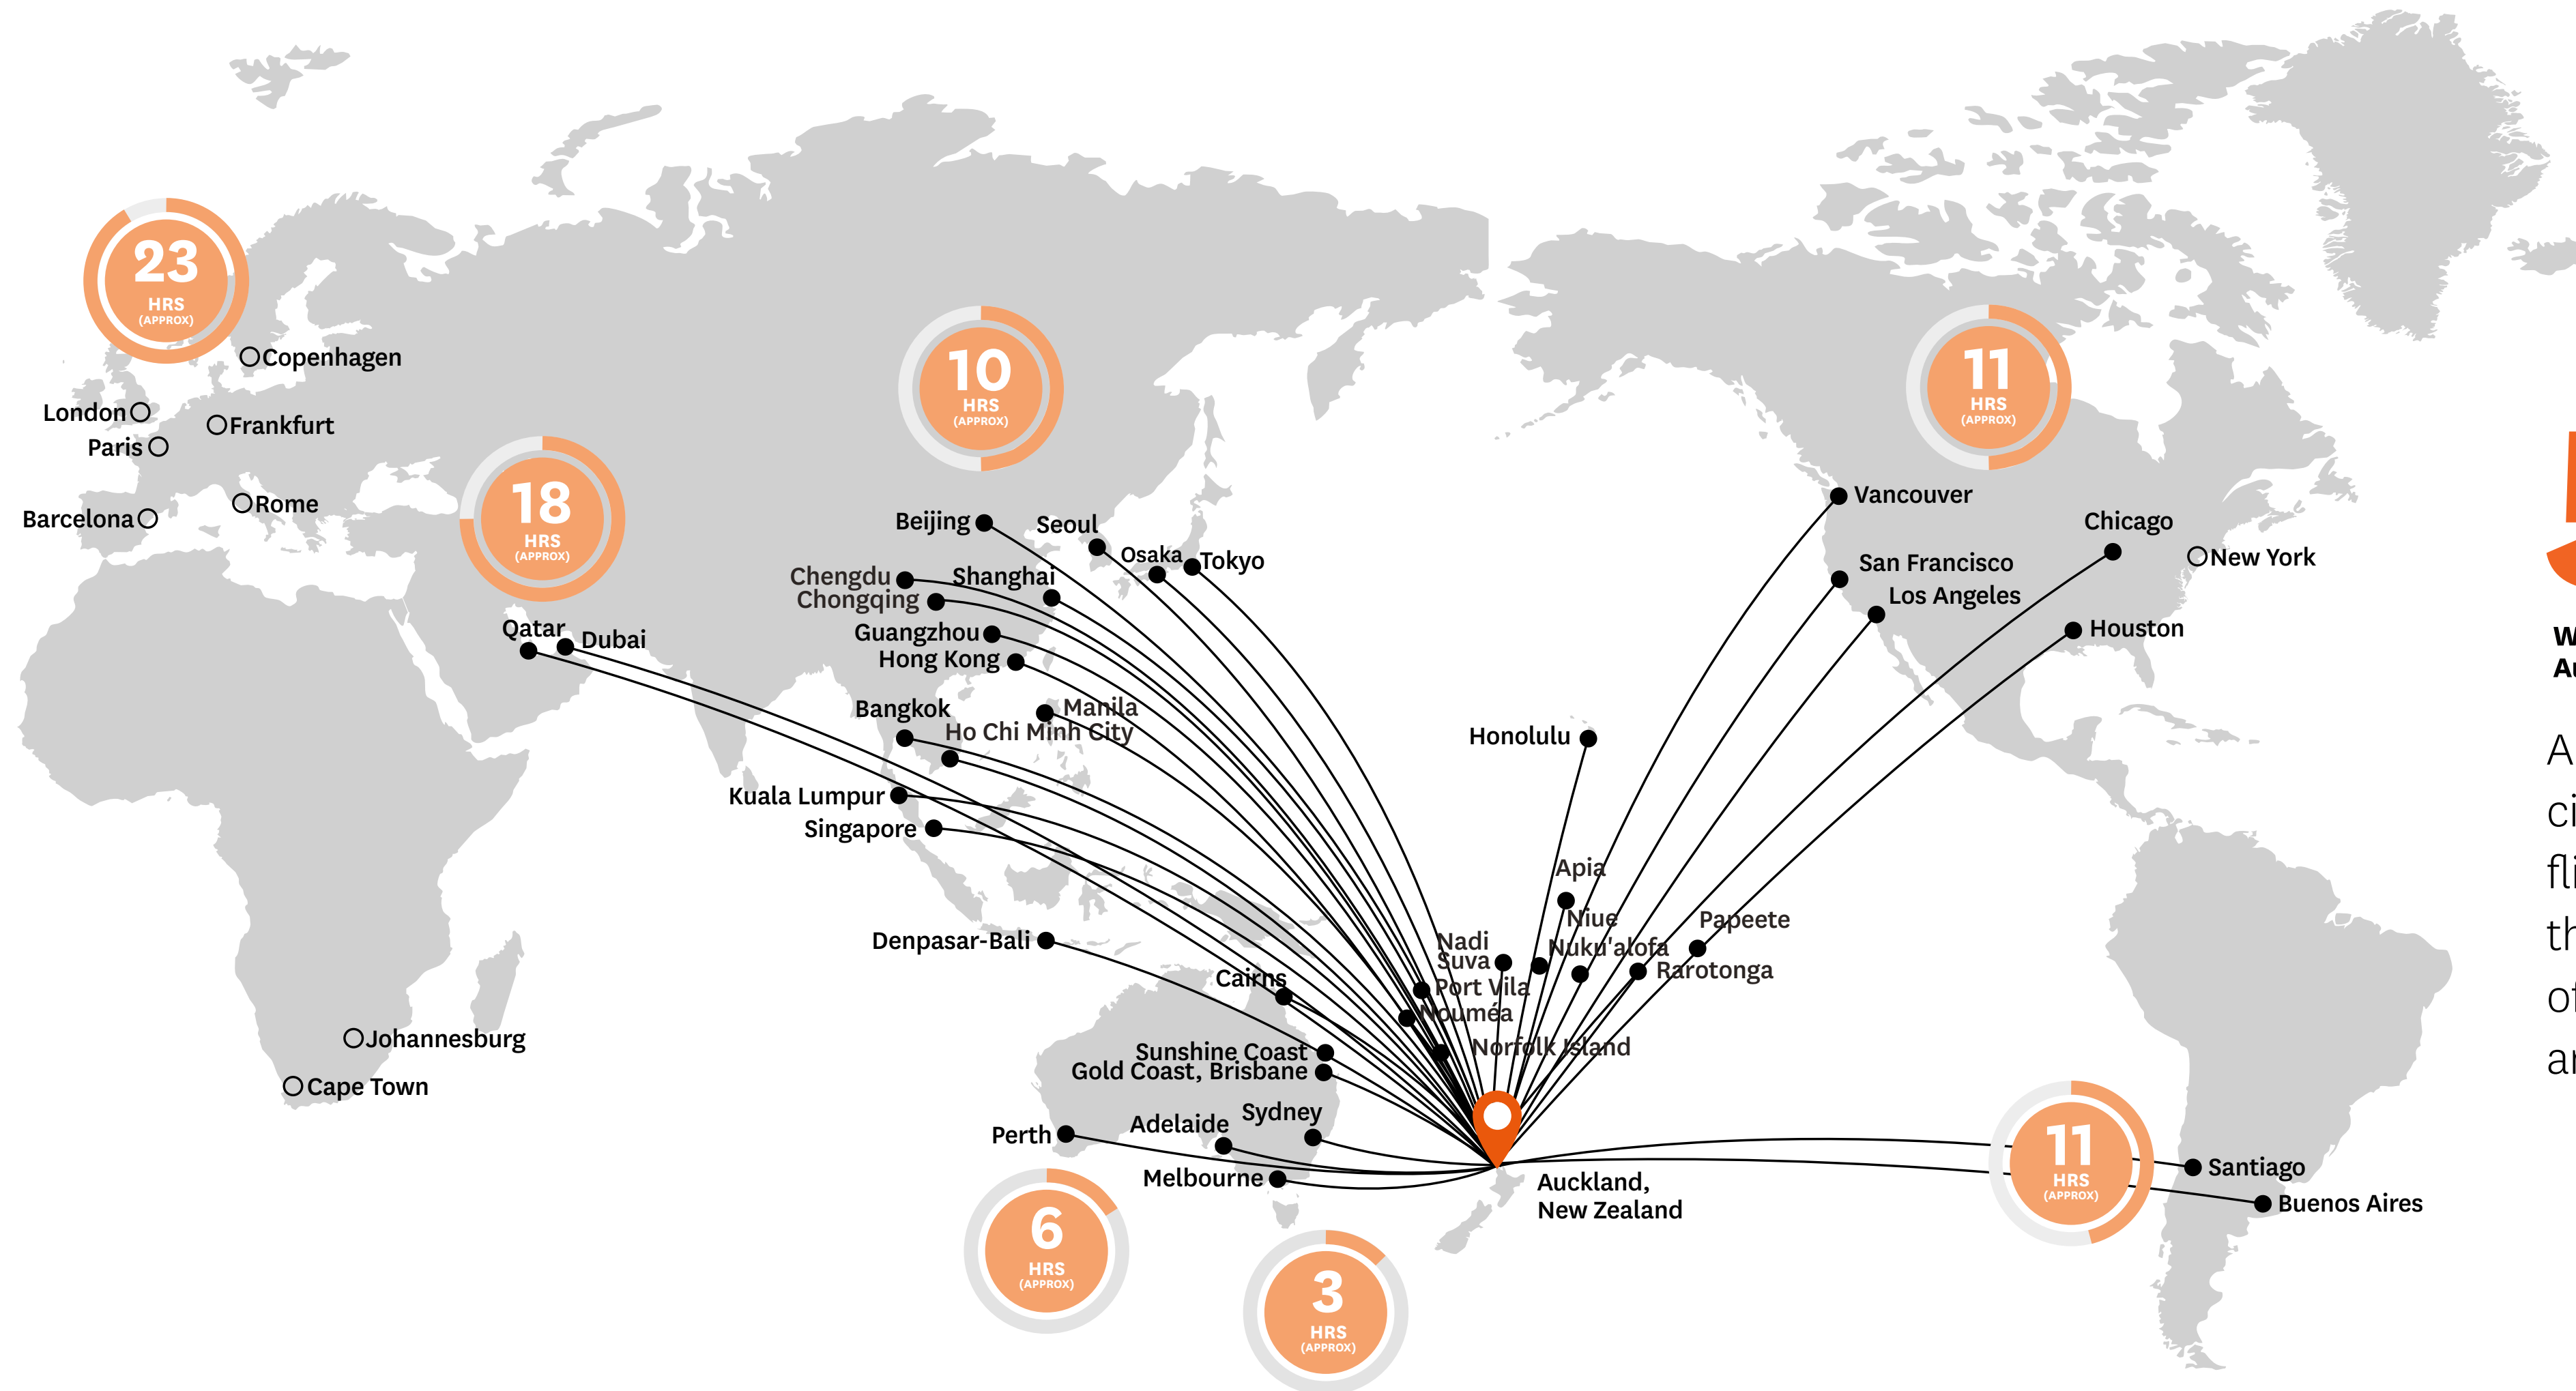 23
HRS
(APPROX)
Copenhagen
London
Frankfurt
Paris
Rome
Barcelona
18
HRS
(APPROX)
Qatar
Dubai
Johannesburg
Cape Town
10
HRS
(APPROX)
Beijing
Seoul
Osaka
Tokyo
Chengdu
Shanghai
Chongqing
Guangzhou
Hong Kong
Manila
Bangkok
Ho Chi Minh City
Kuala Lumpur
Singapore
Denpasar-Bali
Cairns
Sunshine Coast
Gold Coast, Brisbane
Sydney
Adelaide
Perth
Melbourne
6
HRS
(APPROX)
3
HRS
(APPROX)
Honolulu
Apia
Niue
Papeete
Nadi
Nuku'alofa
Suva
Rarotonga
Port Vila
Nouméa
Norfolk Island
Auckland,
New Zealand
11
HRS
(APPROX)
Vancouver
Chicago
New York
San Francisco
Los Angeles
Houston
11
HRS
(APPROX)
Santiago
Buenos Aires
A
ci
fli
th
of